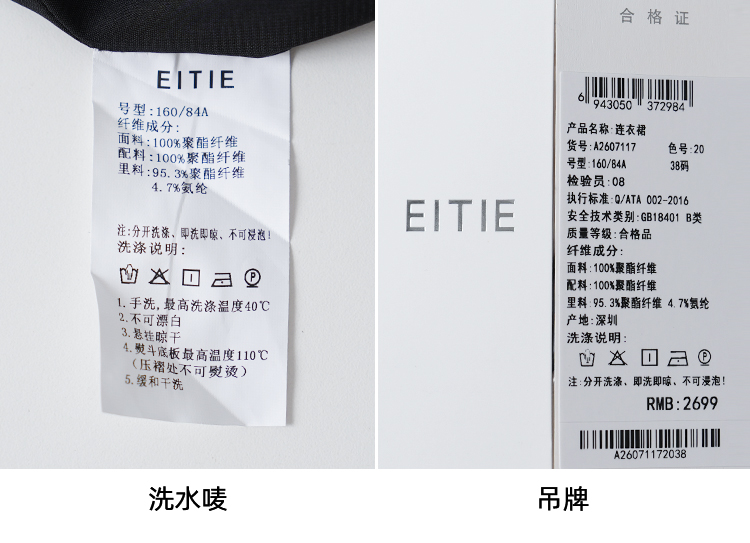 EITIE
号型:160/84A
纤维成分:
面料:100%聚酯纤维
配料:100%聚酯纤维
里料:95.3%聚酯纤维
4.7%氨纶
注:分开洗涤、即洗即晾、不可浸泡!
洗涤说明:
1.手洗,最高洗涤温度40℃
2.不可漂白
3.悬挂晾干
4.熨斗底板最高温度110℃
(压褶处不可熨烫)
5.缓和干洗
洗水唛
EITIE
合格证
6 943050 372984
产品名称:连衣裙
货号:A2607117 色号:20
号型:160/84A 38码
检验员:08
执行标准:Q/ATA 002-2016
安全技术类别:GB18401 B类
质量等级:合格品
纤维成分:
面料:100%聚酯纤维
配料:100%聚酯纤维
里料:95.3%聚酯纤维 4.7%氨纶
产地:深圳
洗涤说明:
注:分开洗涤、即洗即晾、不可浸泡!
RMB:2699
A26071172038
吊牌